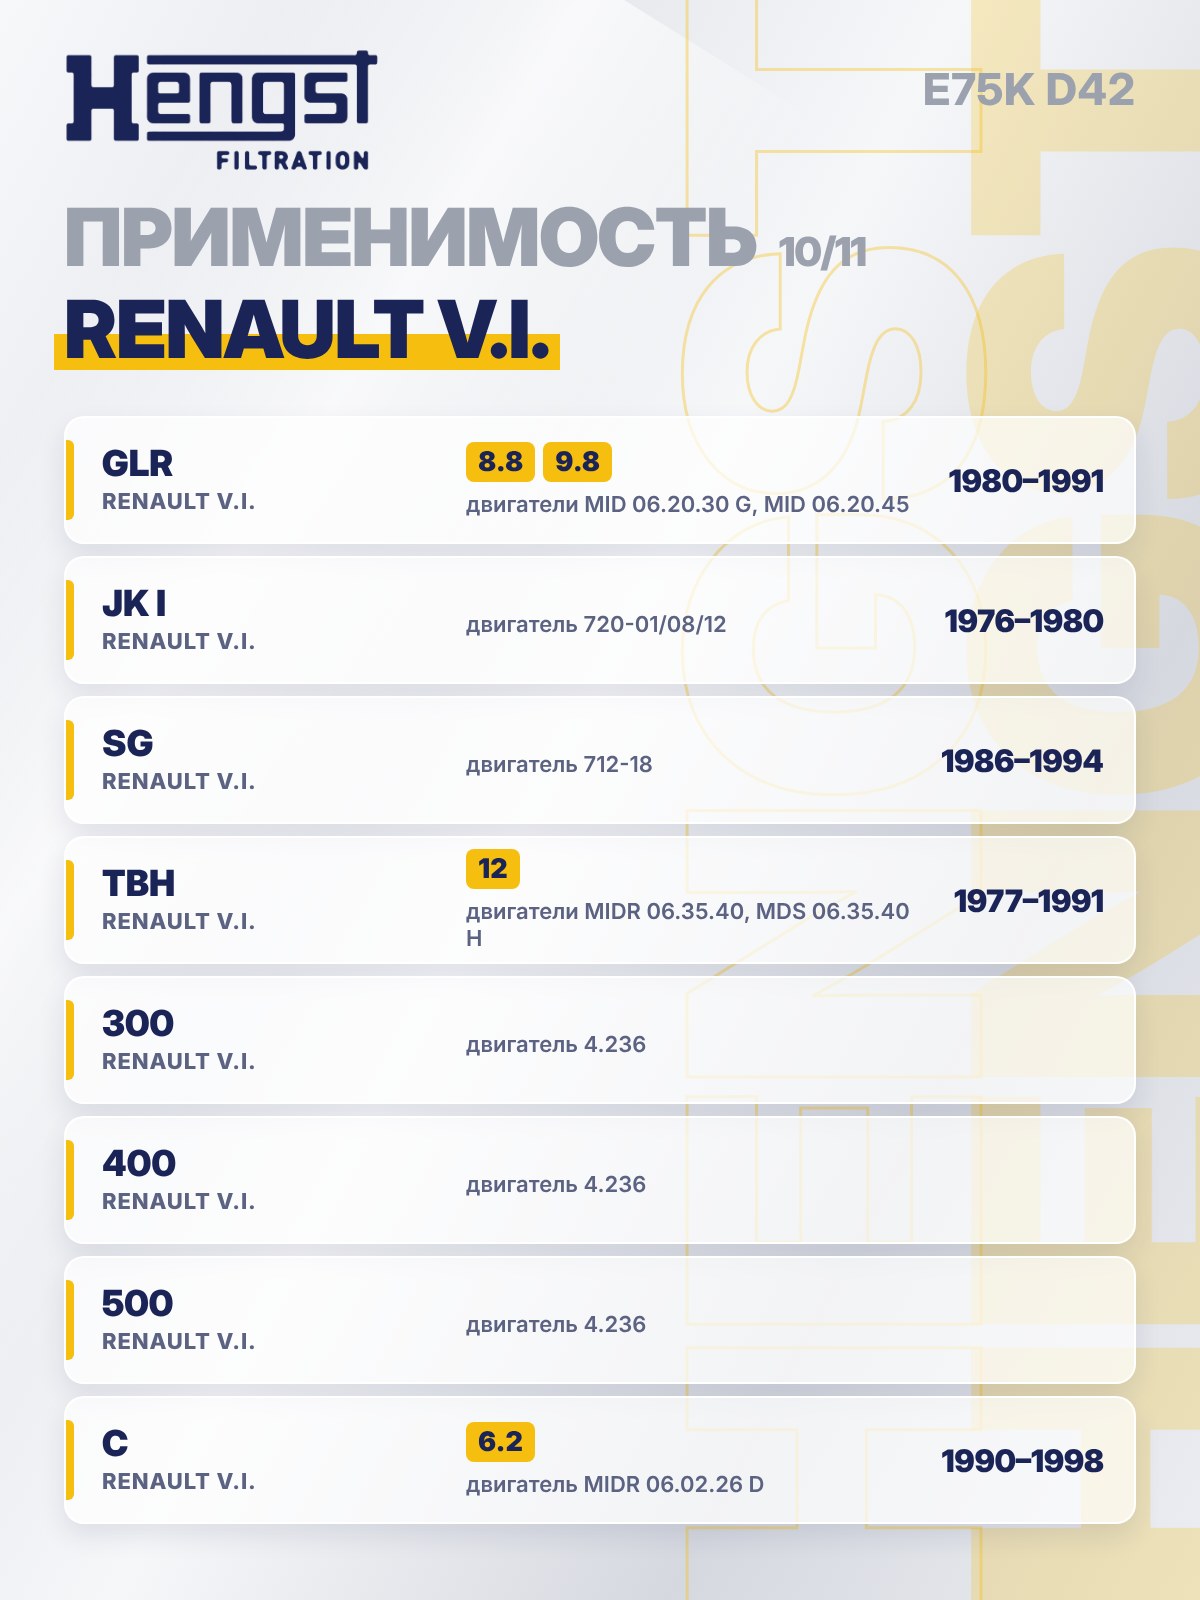 Hengst
FILTRATION
E75K D42
ПРИМЕНИМОСТЬ 10/11
RENAULT V.I.
GLR
RENAULT V.I.
8.8 9.8
двигатели MID 06.20.30 G, MID 06.20.45
1980–1991
JK I
RENAULT V.I.
двигатель 720-01/08/12
1976–1980
SG
RENAULT V.I.
двигатель 712-18
1986–1994
TBH
RENAULT V.I.
12
двигатели MIDR 06.35.40, MDS 06.35.40
H
1977–1991
300
RENAULT V.I.
двигатель 4.236
400
RENAULT V.I.
двигатель 4.236
500
RENAULT V.I.
двигатель 4.236
C
RENAULT V.I.
6.2
двигатель MIDR 06.02.26 D
1990–1998
HENGST
HENGST